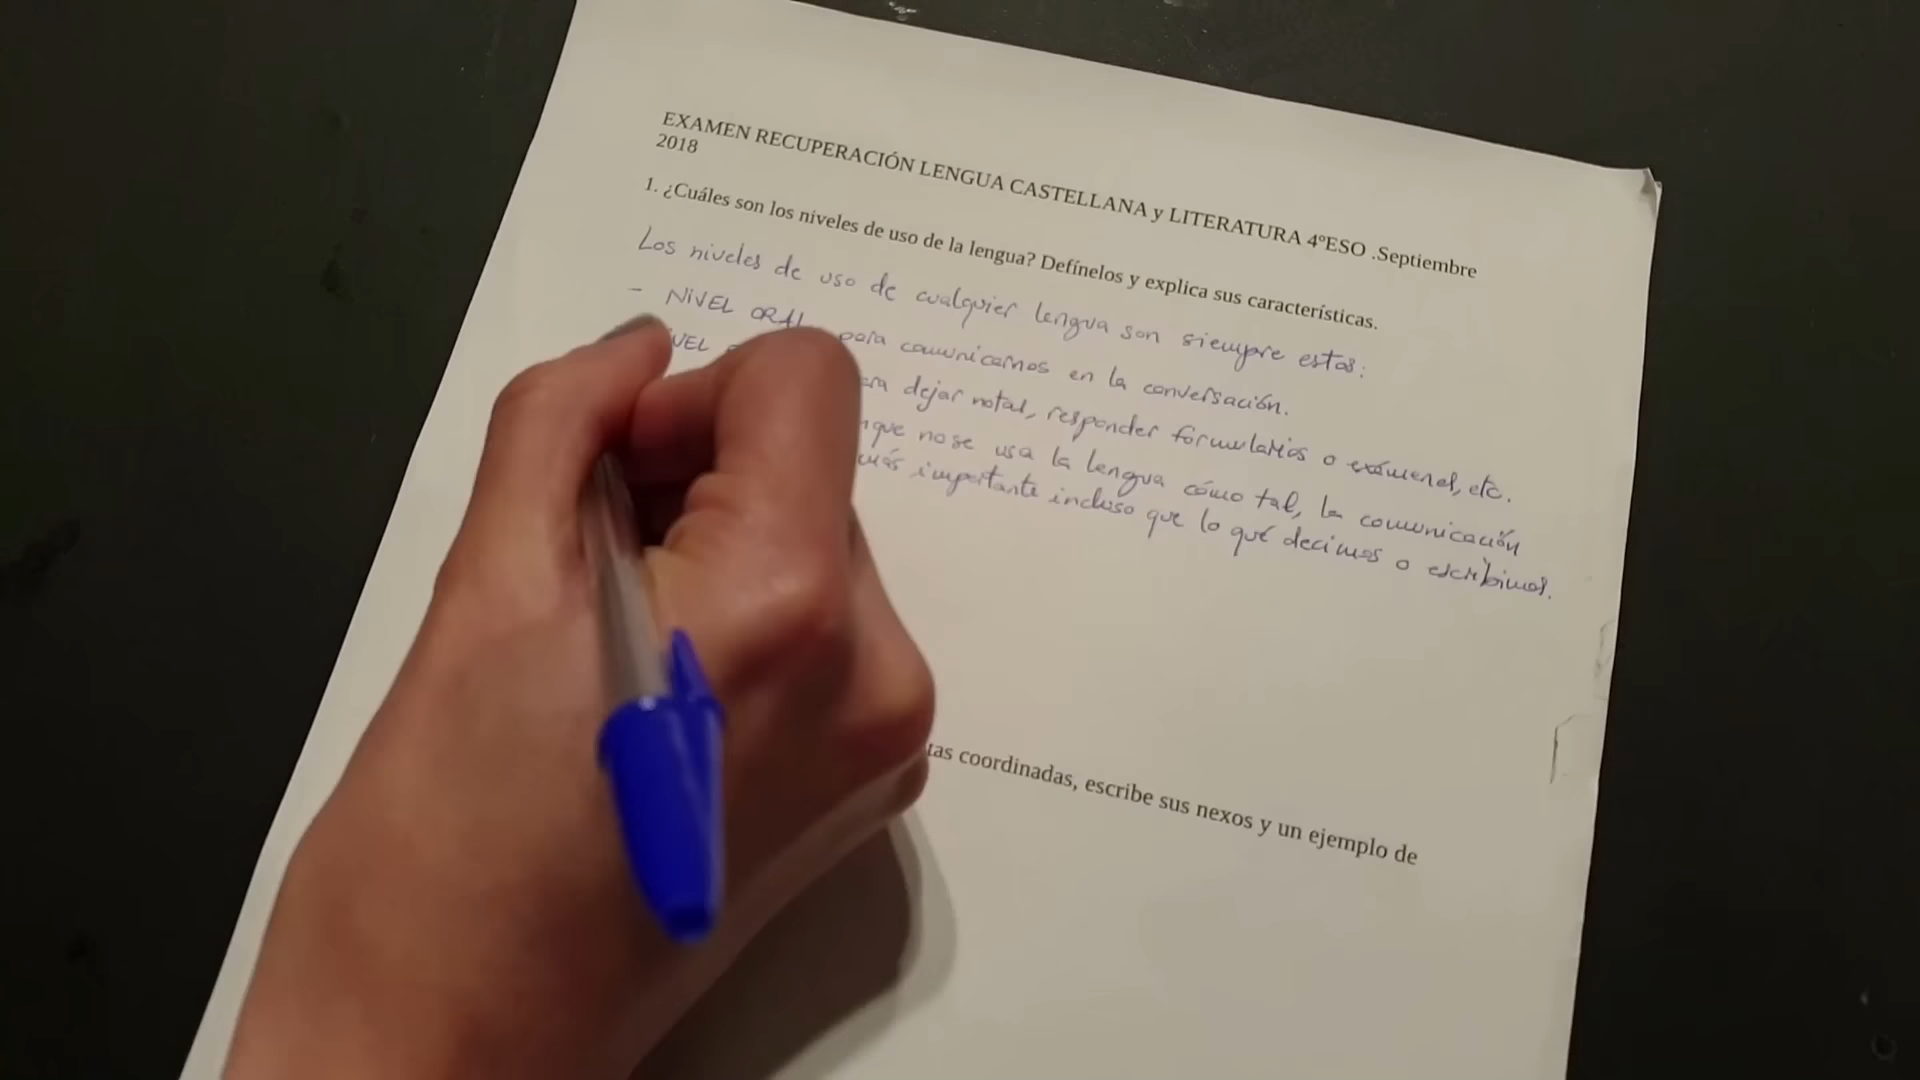 EXAMEN RECUPERACIÓN LENGUA CASTELLANA y LITERATURA 4ºESO .Septiembre
2018
1. ¿Cuáles son los niveles de uso de la lengua? Defínelos y explica sus características.
Los niveles de uso de cualquier lengua son siempre estos:
- NIVEL ORAL para comunicarnos en la conversación.
dejar notas, responder formularios o exámenes, etc.
no se usa la lengua cómo tal, la comunicación
más importante incluso que lo qué decimos o escribimos.
coordinadas, escribe sus nexos y un ejemplo de